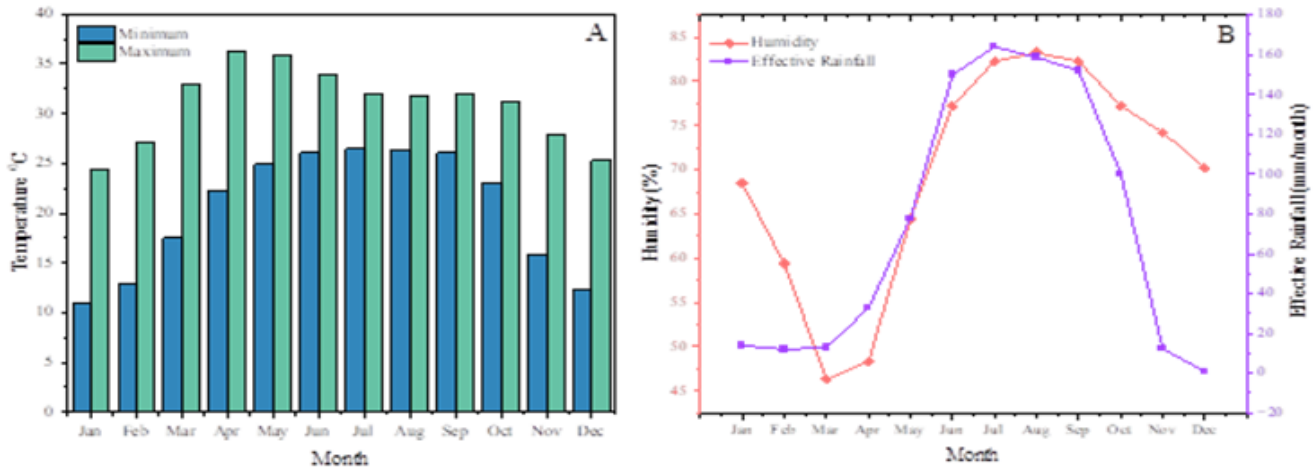 A
Minimum
Maximum
Temperature ⁰C
40
35
30
25
20
15
10
5
0
Jan Feb Mar Apr May Jun Jul Aug Sep Oct Nov Dec
Month
B
Humidity
Effective Rainfall
Humidity (%)
85
80
75
70
65
60
55
50
45
Effective Rainfall(mm/month)
180
160
140
120
100
80
60
40
20
0
-20
Jan Feb Mar Apr May Jun Jul Aug Sep Oct Nov Dec
Month